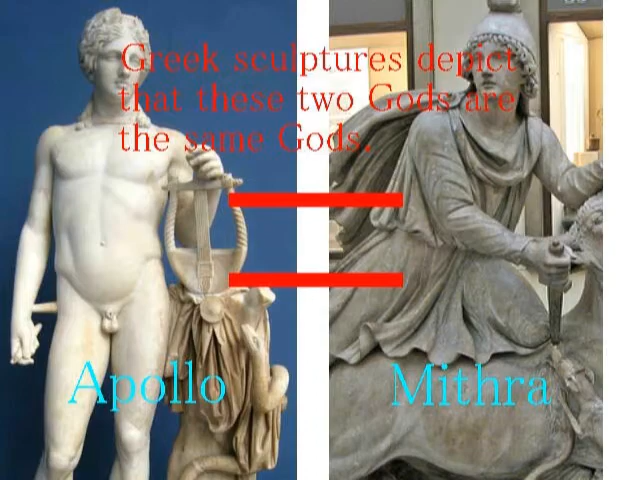 Greek sculptures depict
that these two Gods are
the same Gods.
Apollo
Mithra